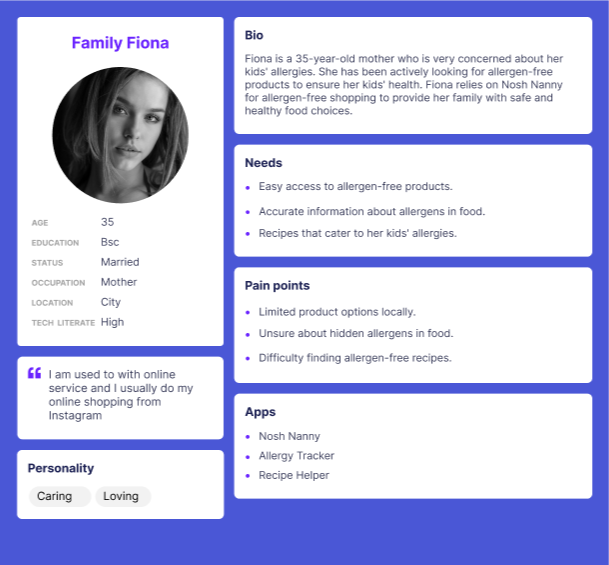 Family Fiona
AGE 35
EDUCATION Bsc
STATUS Married
OCCUPATION Mother
LOCATION City
TECH LITERATE High
I am used to with online
service and I usually do my
online shopping from
Instagram
Personality
Caring Loving
Bio
Fiona is a 35-year-old mother who is very concerned about her
kids' allergies. She has been actively looking for allergen-free
products to ensure her kids' health. Fiona relies on Nosh Nanny
for allergen-free shopping to provide her family with safe and
healthy food choices.
Needs
• Easy access to allergen-free products.
• Accurate information about allergens in food.
• Recipes that cater to her kids' allergies.
Pain points
• Limited product options locally.
• Unsure about hidden allergens in food.
• Difficulty finding allergen-free recipes.
Apps
• Nosh Nanny
• Allergy Tracker
• Recipe Helper